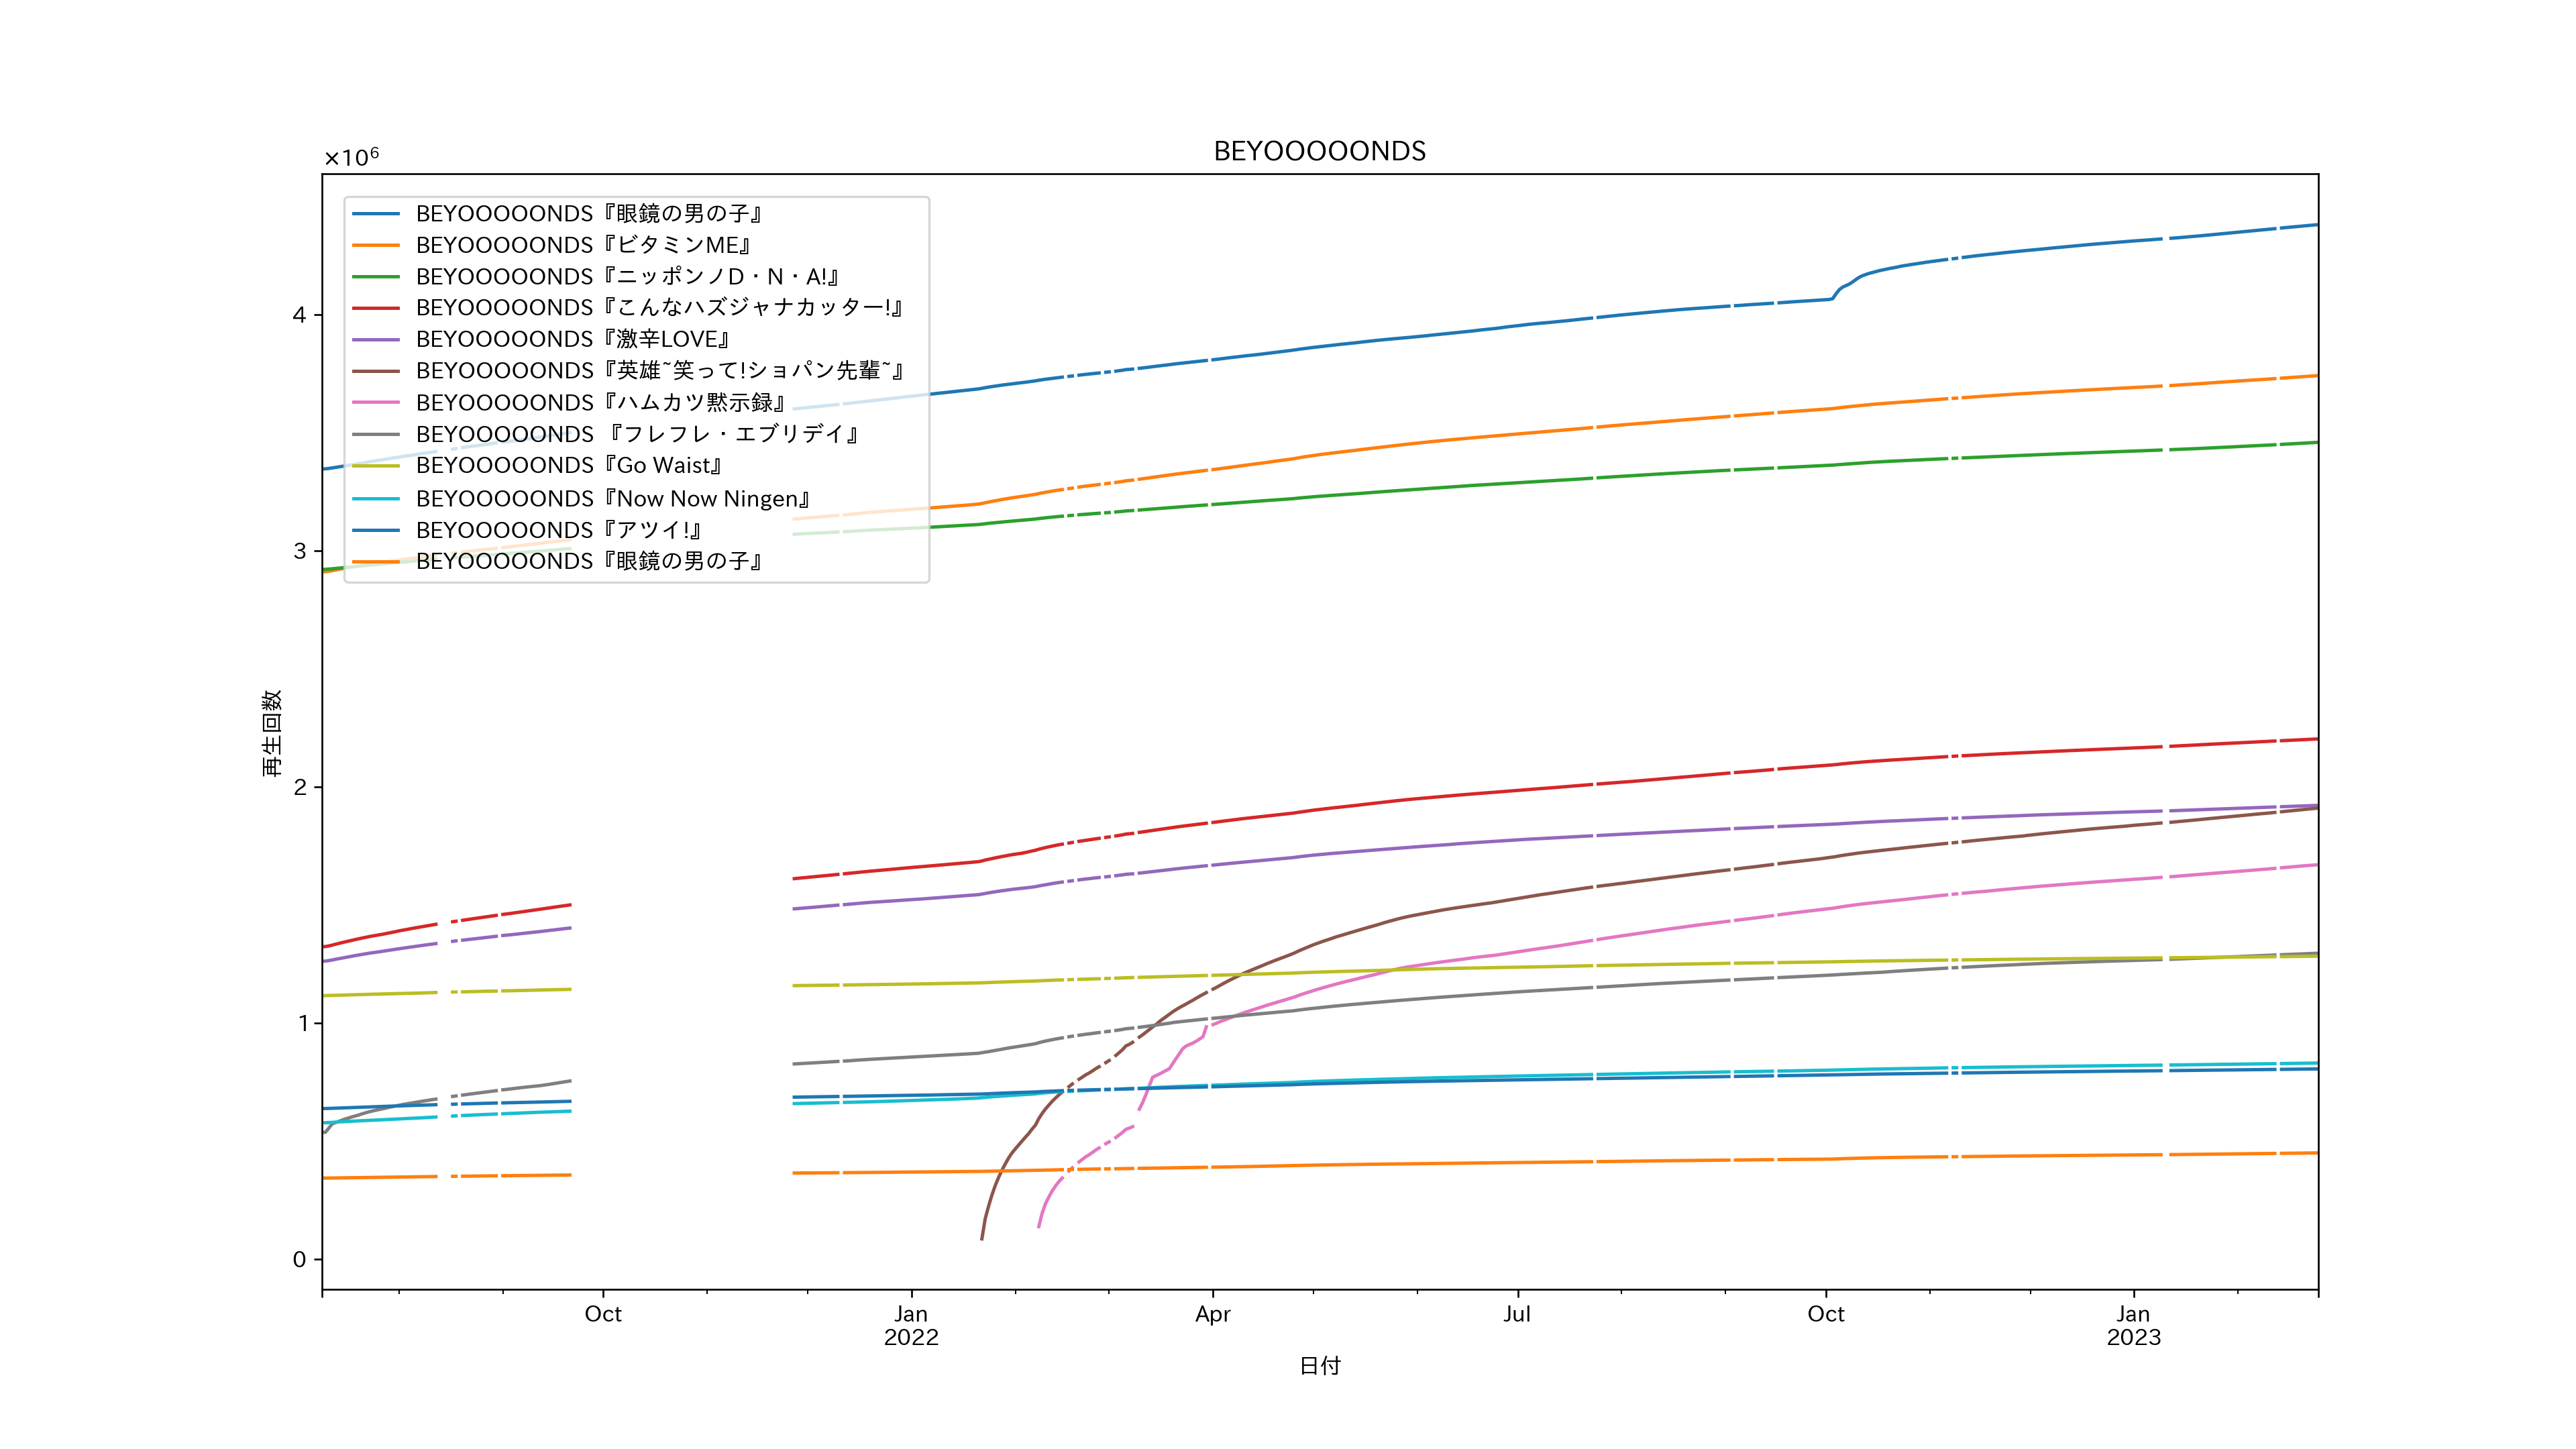 BEYOOOOONDS
×10⁶
BEYOOOOONDS『眼鏡の男の子』
BEYOOOOONDS『ビタミンME』
BEYOOOOONDS『ニッポンノD・N・A!』
BEYOOOOONDS『こんなハズジャナカッター!』
BEYOOOOONDS『激辛LOVE』
BEYOOOOONDS『英雄~笑って!ショパン先輩~』
BEYOOOOONDS『ハムカツ黙示録』
BEYOOOOONDS 『フレフレ・エブリデイ』
BEYOOOOONDS『Go Waist』
BEYOOOOONDS『Now Now Ningen』
BEYOOOOONDS『アツイ!』
BEYOOOOONDS『眼鏡の男の子』
4
3
2
1
0
再生回数
Oct
Jan
2022
Apr
Jul
Oct
Jan
2023
日付